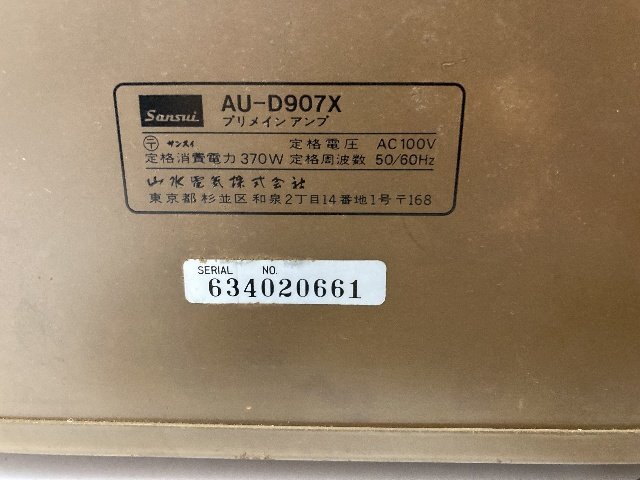 Sansui AU-D907X
プリメインアンプ
〒 サンスイ 定格電圧 AC100V
定格消費電力 370W 定格周波数 50/60Hz
山水電気株式会社
東京都杉並区和泉2丁目14番地1号 〒168
SERIAL NO.
634020661